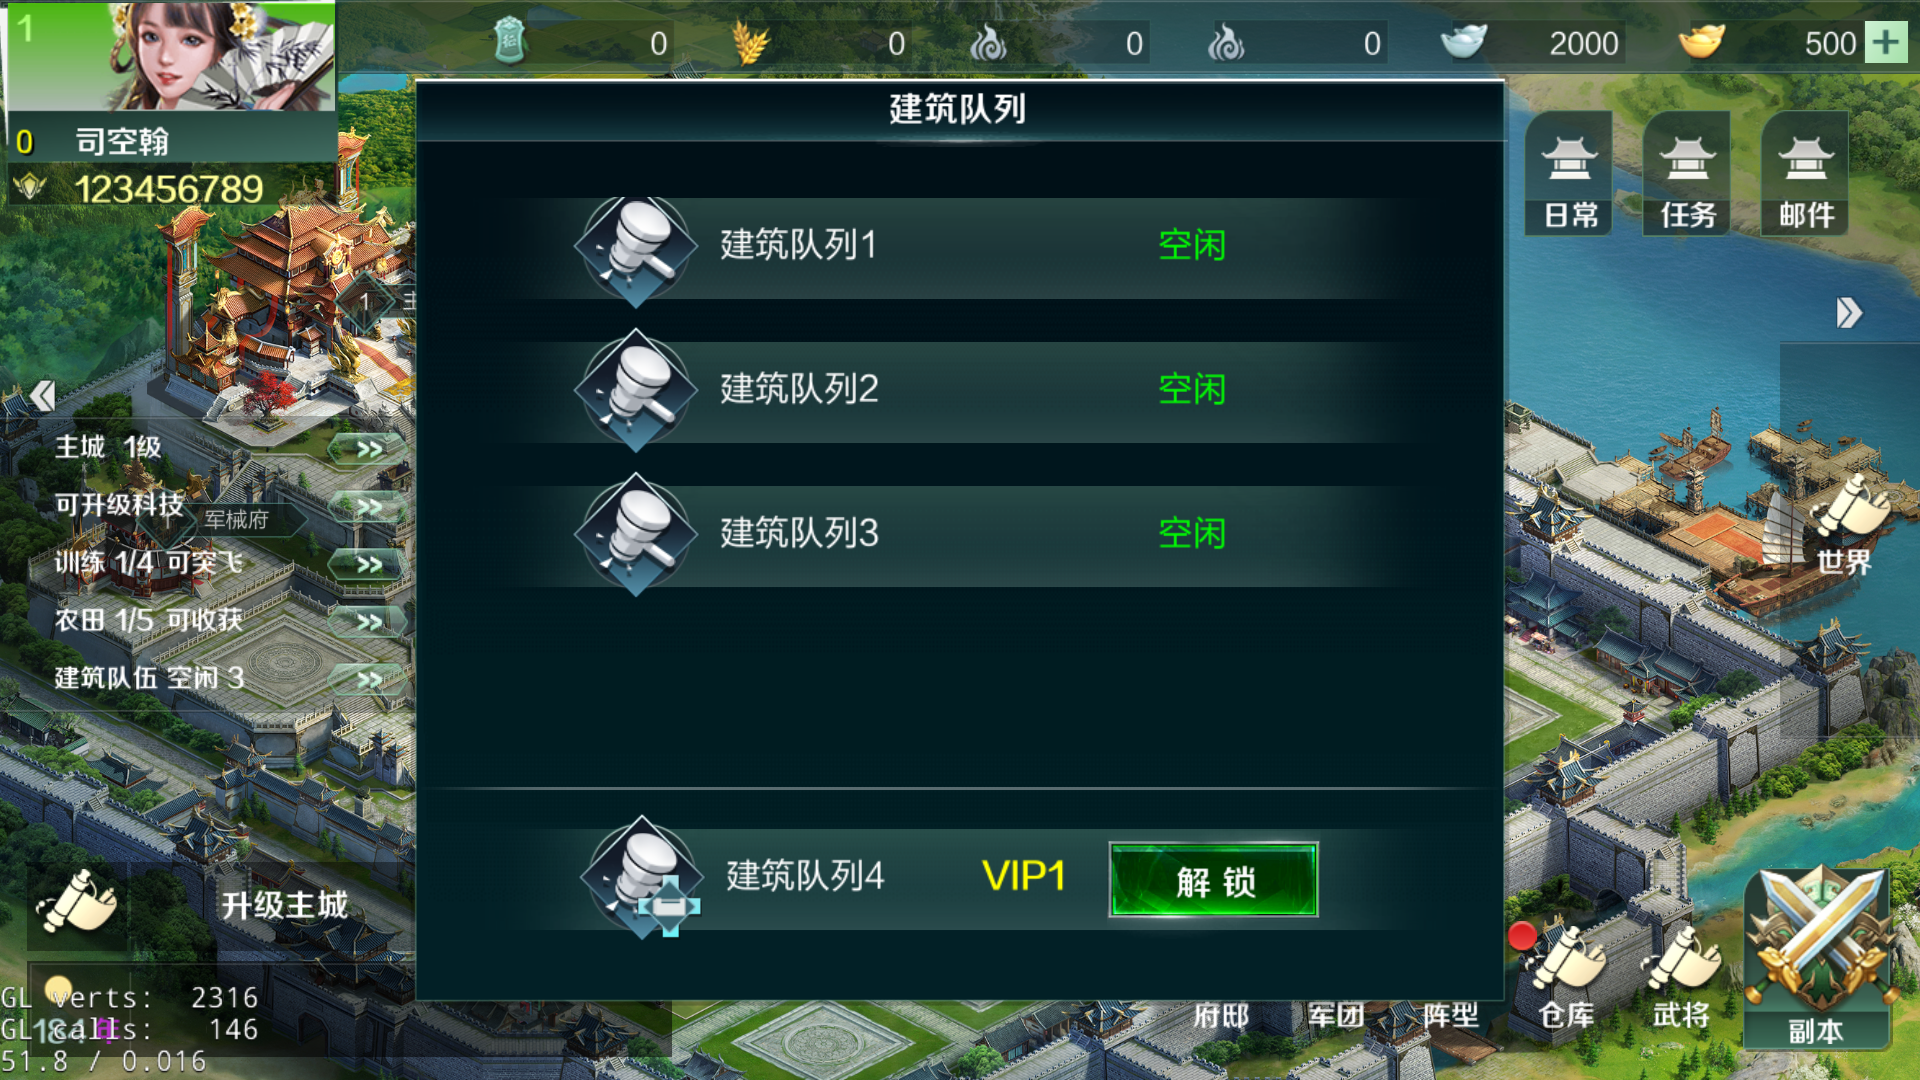 1
0
0
0
0
2000
500
建筑队列
0 司空翰
123456789
日常
任务
邮件
建筑队列1
空闲
1
建筑队列2
空闲
主城 1级
可升级科技
军械府
建筑队列3
空闲
训练 1/4 可突飞
世界
农田 1/5 可收获
建筑队伍 空闲 3
建筑队列4
VIP1
解锁
升级主城
GL verts: 2316
GL calls: 146
51.8 / 0.016
府邸
军团
阵型
仓库
武将
副本